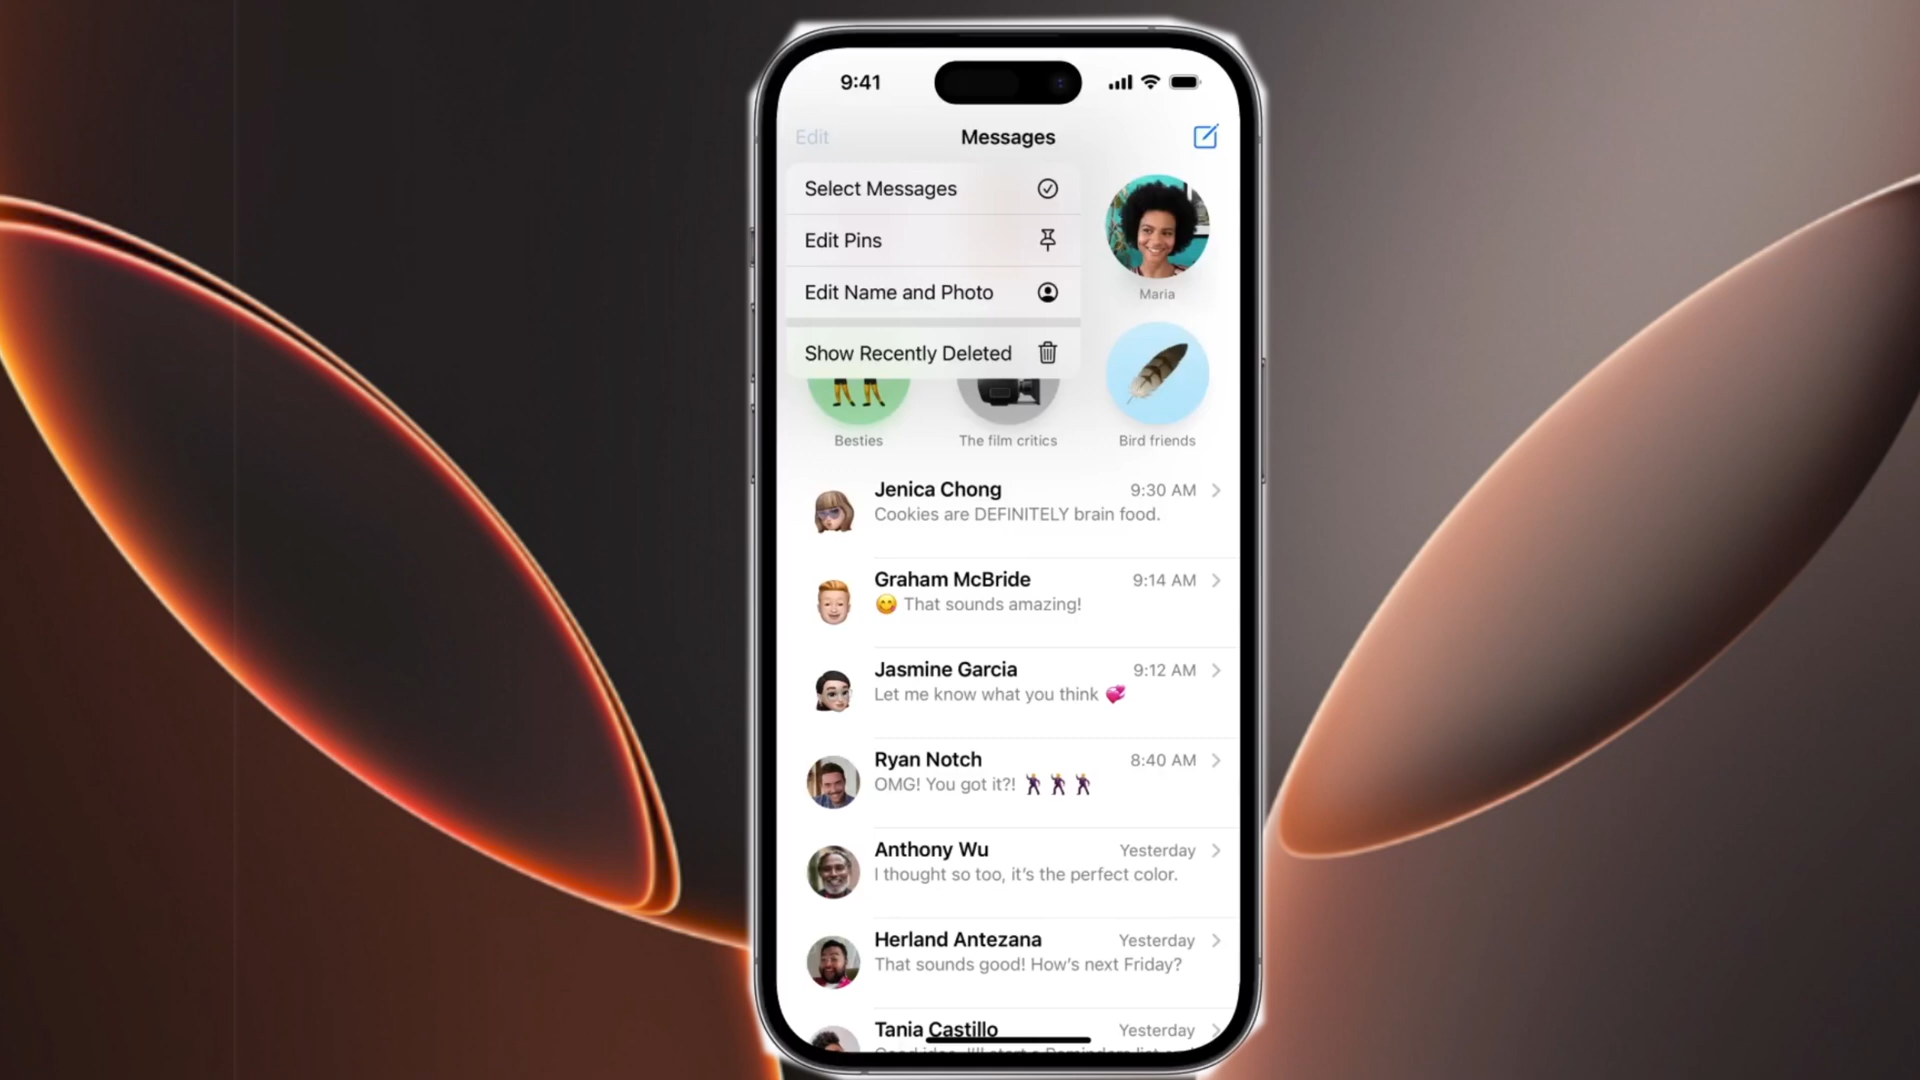 9:41
Edit
Messages
Select Messages
Edit Pins
Edit Name and Photo
Show Recently Deleted
Maria
Besties
The film critics
Bird friends
Jenica Chong
9:30 AM
Cookies are DEFINITELY brain food.
Graham McBride
9:14 AM
😋 That sounds amazing!
Jasmine Garcia
9:12 AM
Let me know what you think 💞
Ryan Notch
8:40 AM
OMG! You got it?! 🕺🕺🕺
Anthony Wu
Yesterday
I thought so too, it's the perfect color.
Herland Antezana
Yesterday
That sounds good! How's next Friday?
Tania Castillo
Yesterday